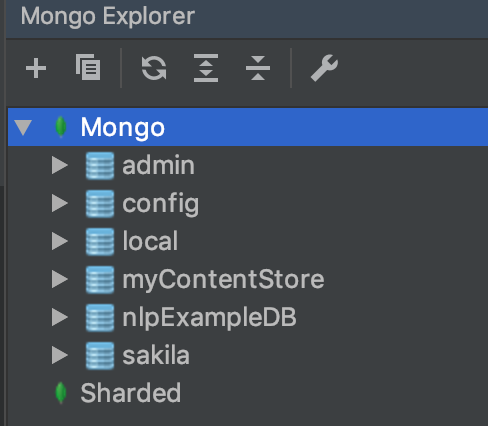 Mongo Explorer
Mongo
admin
config
local
myContentStore
nlpExampleDB
sakila
Sharded